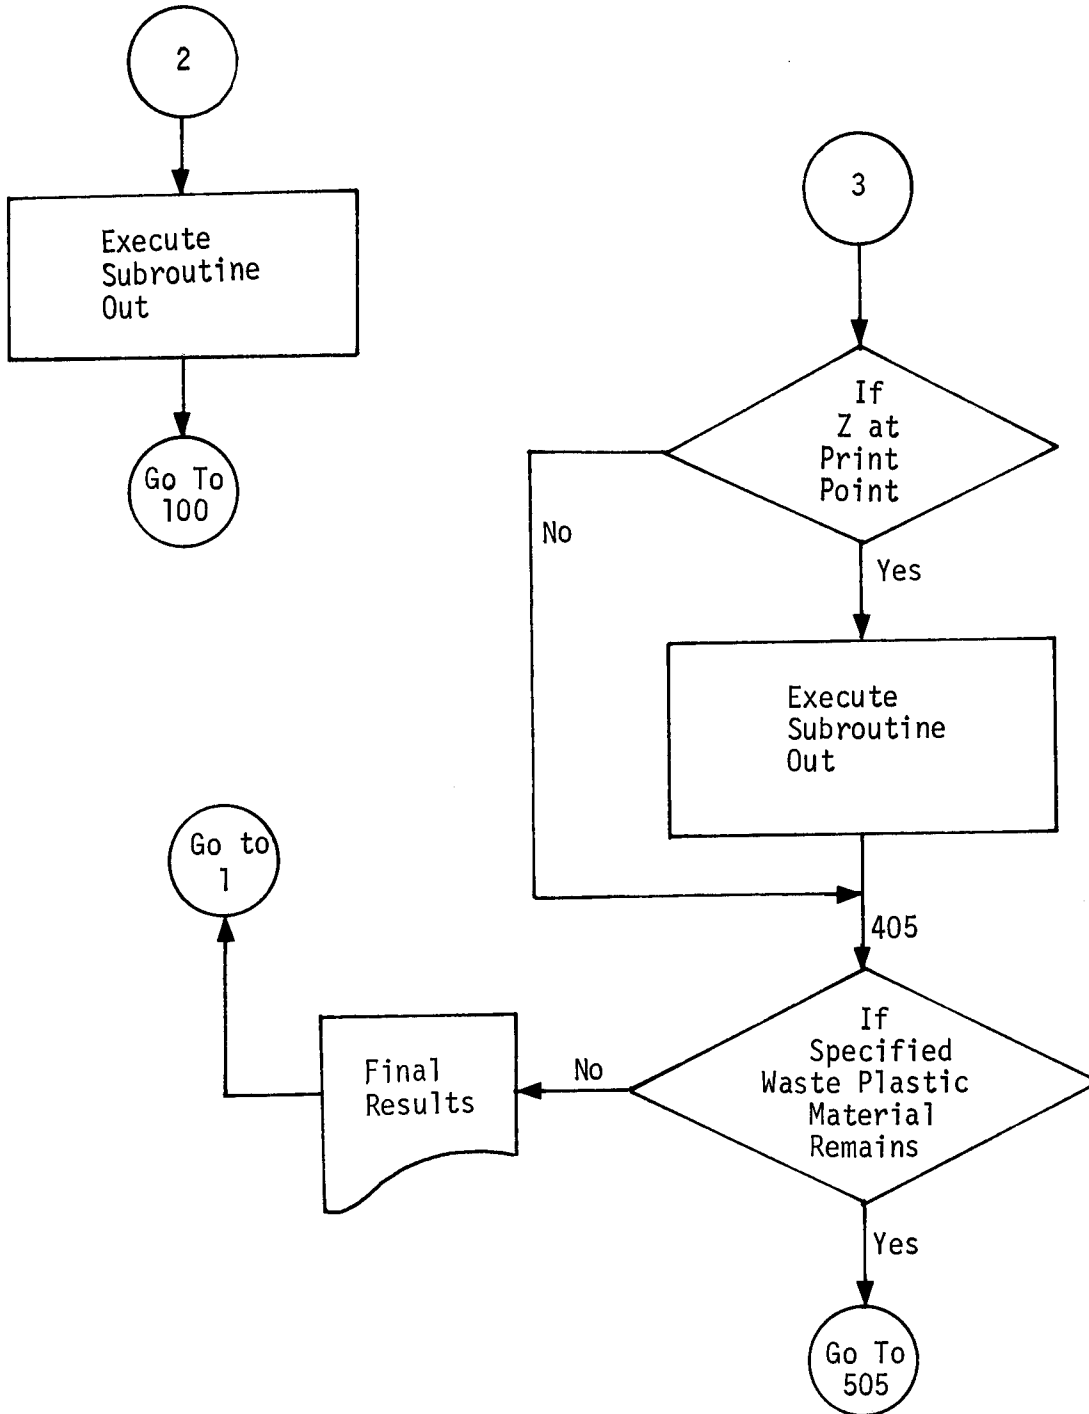 2
Execute
Subroutine
Out
Go To
100
3
If
Z at
Print
Point
No
Yes
Execute
Subroutine
Out
405
If
Specified
Waste Plastic
Material
Remains
No
Final
Results
Go to
1
Yes
Go To
505